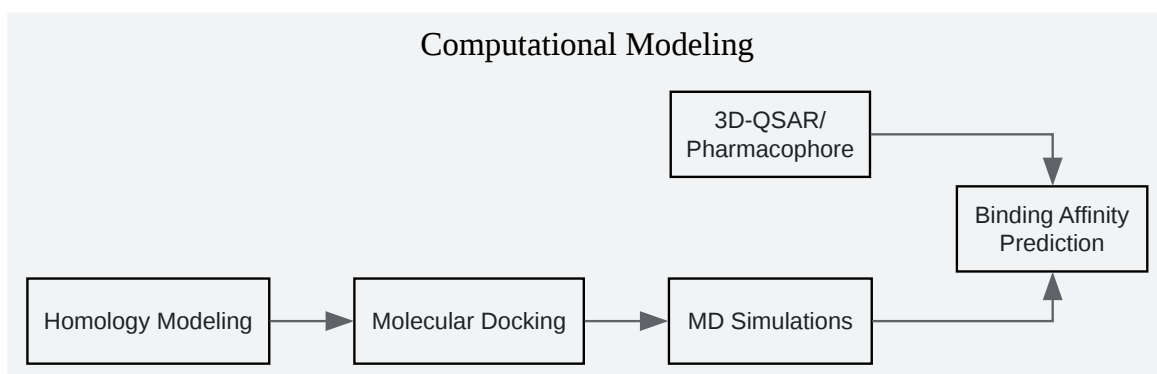 Computational Modeling
3D-QSAR/
Pharmacophore
Binding Affinity
Prediction
Homology Modeling
Molecular Docking
MD Simulations